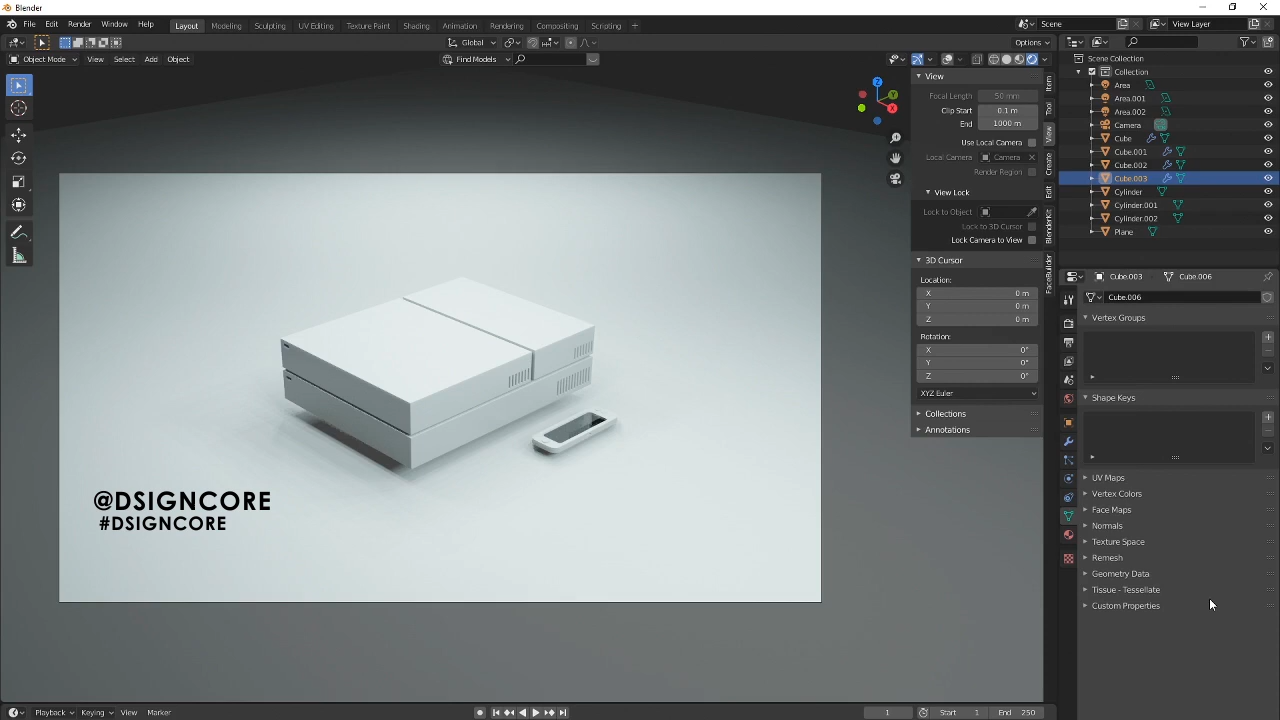 Blender
File Edit Render Window Help
Layout Modeling Sculpting UV Editing Texture Paint Shading Animation Rendering Compositing Scripting +
Scene
View Layer
Global
Options
Object Mode View Select Add Object
Find Models
View
Focal Length 50 mm
Clip Start 0.1 m
End 1000 m
Use Local Camera
Local Camera Camera
Render Region
View Lock
Lock to Object
Lock to 3D Cursor
Lock Camera to View
3D Cursor
Location:
X 0 m
Y 0 m
Z 0 m
Rotation:
X 0°
Y 0°
Z 0°
XYZ Euler
Collections
Annotations
Item
Tool
View
Create
Edit
BlenderKit
FaceBuilder
X
Y
Z
@DSIGNCORE
#DSIGNCORE
Scene Collection
Collection
Area
Area.001
Area.002
Camera
Cube
Cube.001
Cube.002
Cube.003
Cylinder
Cylinder.001
Cylinder.002
Plane
Cube.003 Cube.006
Cube.006
Vertex Groups
Shape Keys
UV Maps
Vertex Colors
Face Maps
Normals
Texture Space
Remesh
Geometry Data
Tissue - Tessellate
Custom Properties
Playback Keying View Marker
1
Start 1
End 250